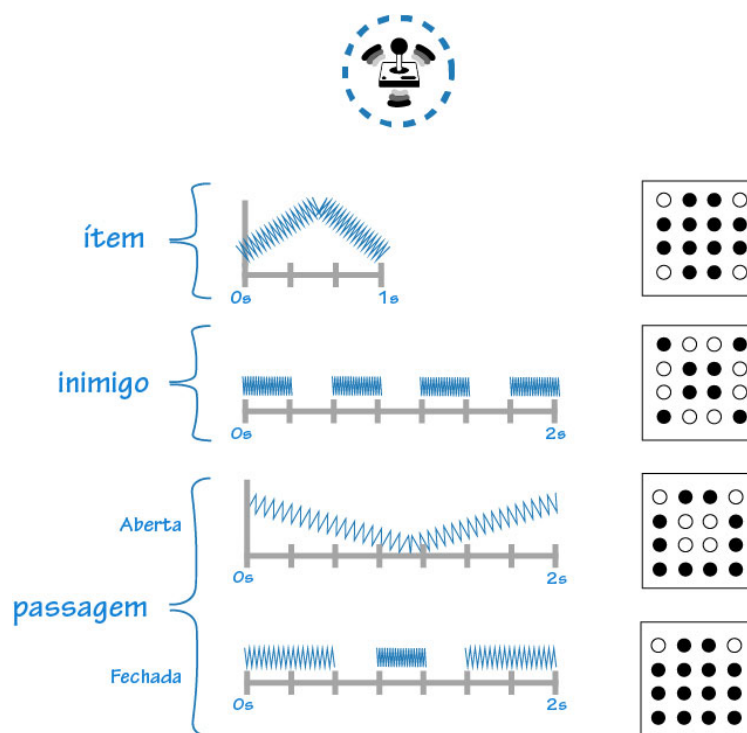 ítem
0s 1s
inimigo
0s 2s
Aberta
0s 2s
passagem
Fechada
0s 2s